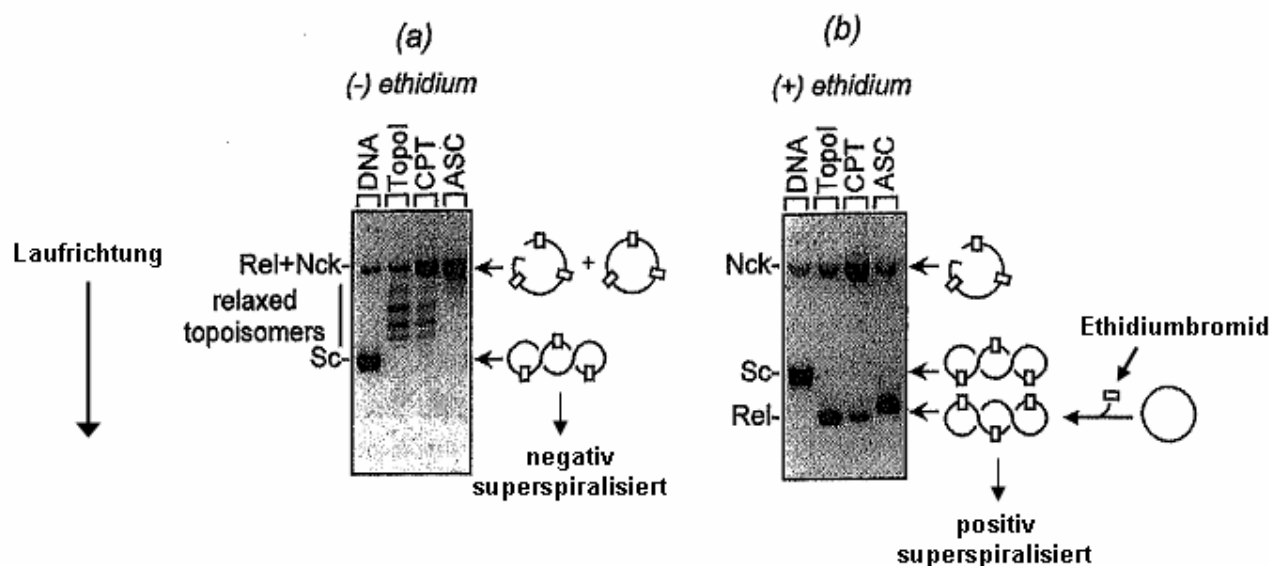 (a)
(-) ethidium
DNA
TopoI
CPT
ASC
Laufrichtung
Rel+Nck-
relaxed
topoisomers
Sc-
+
negativ
superspiralisiert
(b)
(+) ethidium
DNA
TopoI
CPT
ASC
Nck-
Sc-
Rel-
Ethidiumbromid
positiv
superspiralisiert